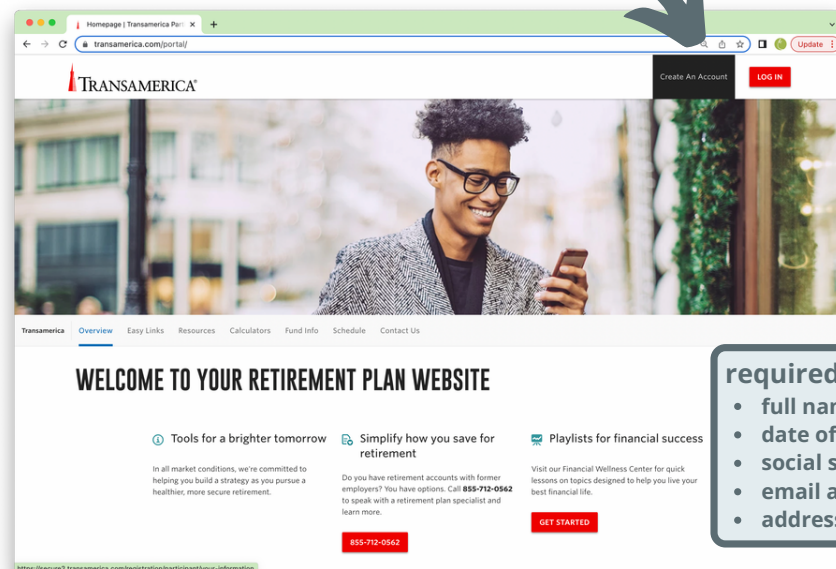 Homepage | Transamerica Part
transamerica.com/portal/
Update
TRANSAMERICA®
Create An Account
LOG IN
Transamerica Overview Easy Links Resources Calculators Fund Info Schedule Contact Us
WELCOME TO YOUR RETIREMENT PLAN WEBSITE
Tools for a brighter tomorrow
In all market conditions, we're committed to
helping you build a strategy as you pursue a
healthier, more secure retirement.
Simplify how you save for
retirement
Do you have retirement accounts with former
employers? You have options. Call 855-712-0562
to speak with a retirement plan specialist and
learn more.
855-712-0562
Playlists for financial success
Visit our Financial Wellness Center for quick
lessons on topics designed to help you live your
best financial life.
GET STARTED
required
• full nam
• date of
• social s
• email a
• address
https://secure2.transamerica.com/registration/participant/your-information